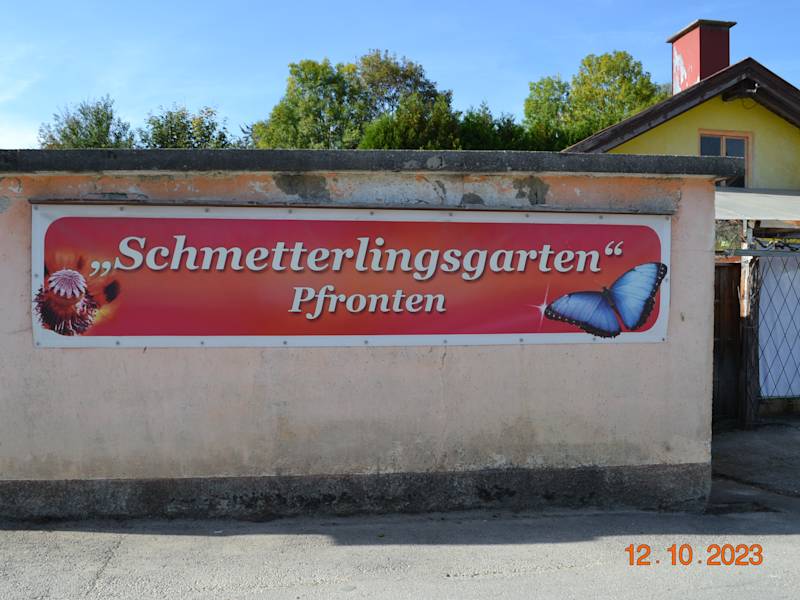 „Schmetterlingsgarten“
Pfronten
12.10.2023